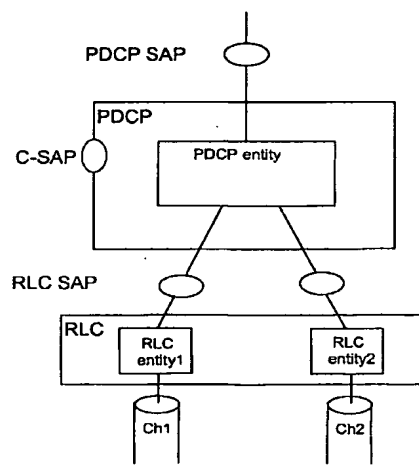 PDCP SAP
PDCP
C-SAP
PDCP entity
RLC SAP
RLC
RLC
entity1
RLC
entity2
Ch1
Ch2